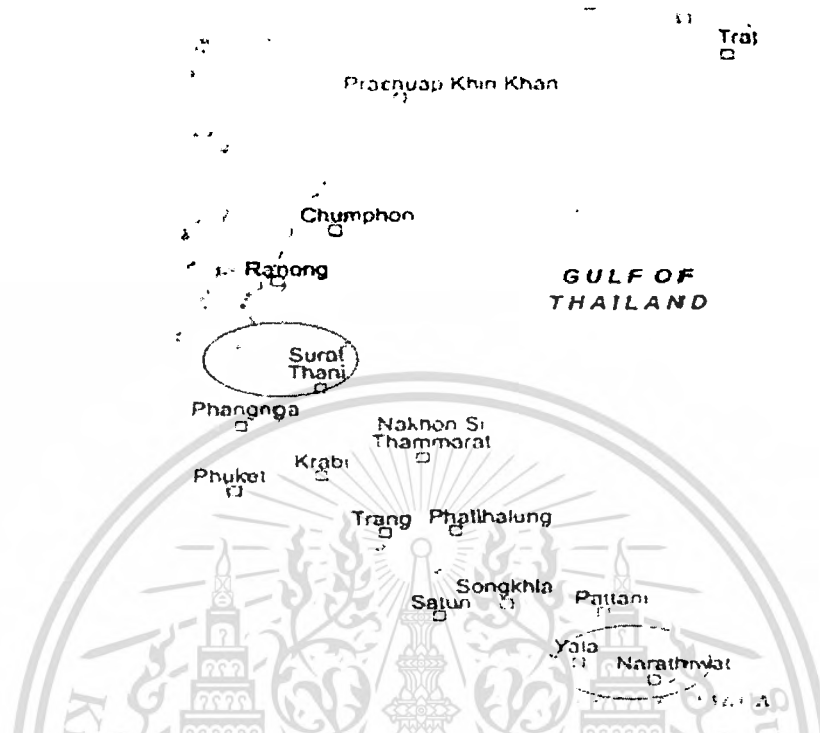 Trat
Prachuap Khiri Khan
Chumphon
Ranong
GULF OF
THAILAND
Surat
Thani
Phangnga
Nakhon Si
Thammarat
Krabi
Phuket
Trang
Phatthalung
Songkhla
Satun
Pattani
Yala
Narathiwat